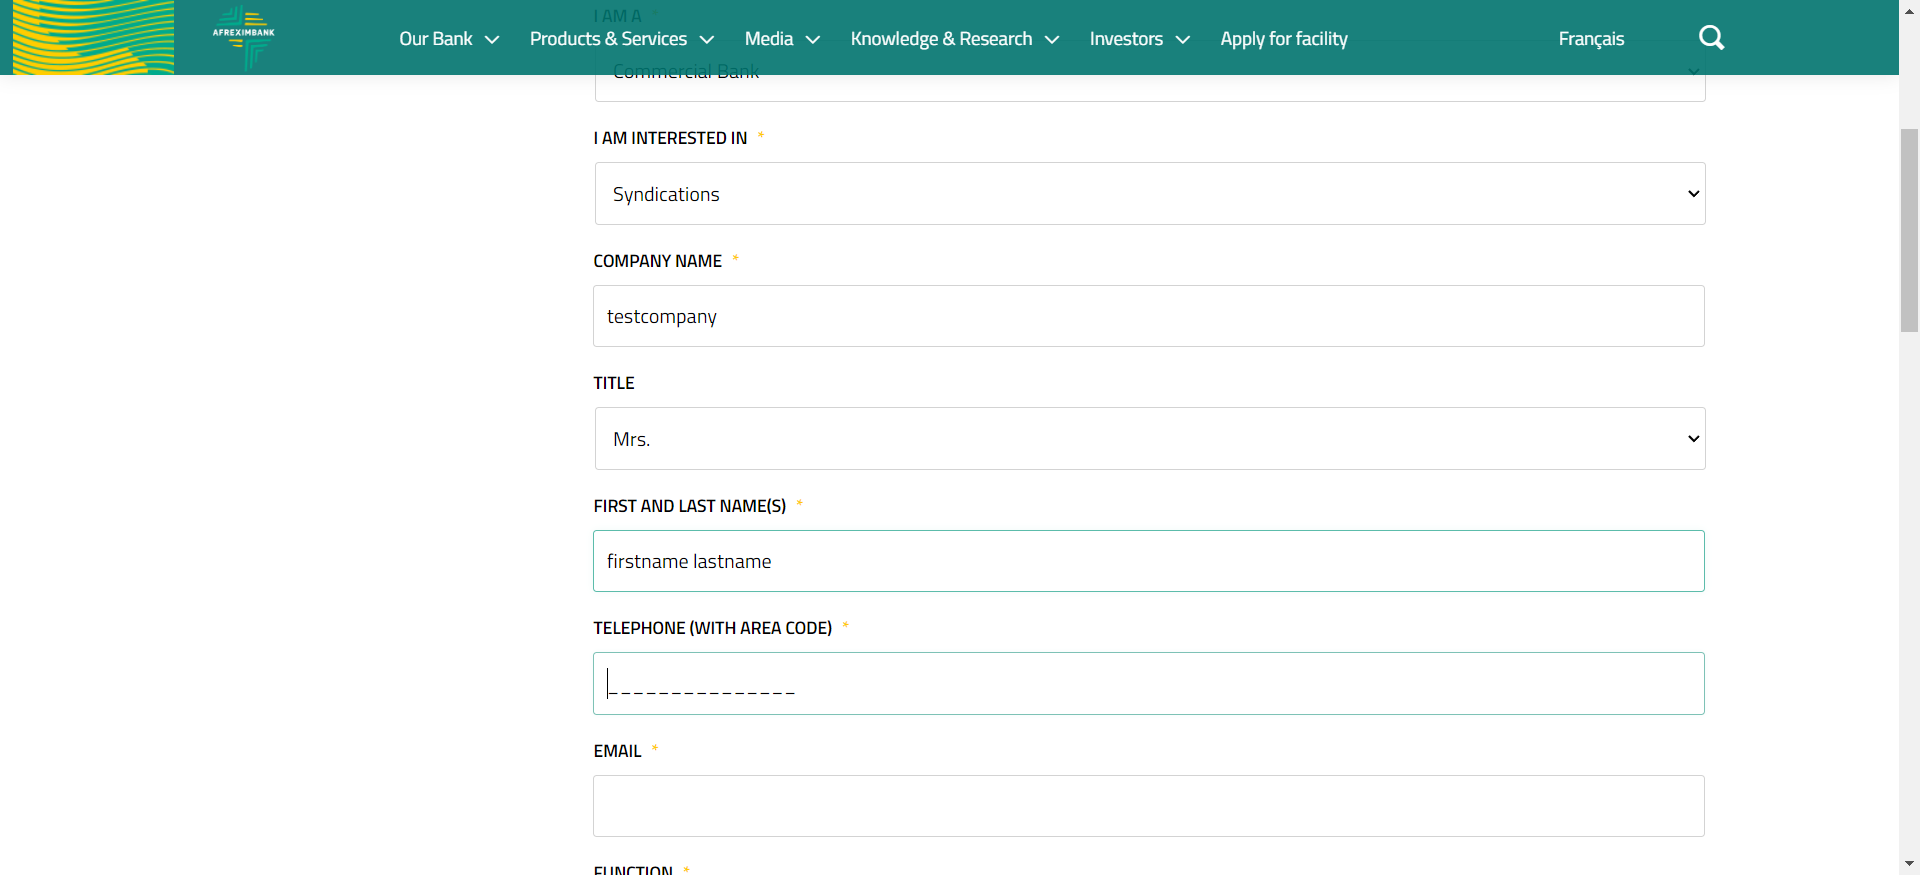 I AM A *
AFREXIMBANK
Our Bank
Products & Services
Media
Knowledge & Research
Investors
Apply for facility
Français
Commercial Bank
I AM INTERESTED IN *
Syndications
COMPANY NAME *
testcompany
TITLE
Mrs.
FIRST AND LAST NAME(S) *
firstname lastname
TELEPHONE (WITH AREA CODE) *
_______________
EMAIL *
FUNCTION *